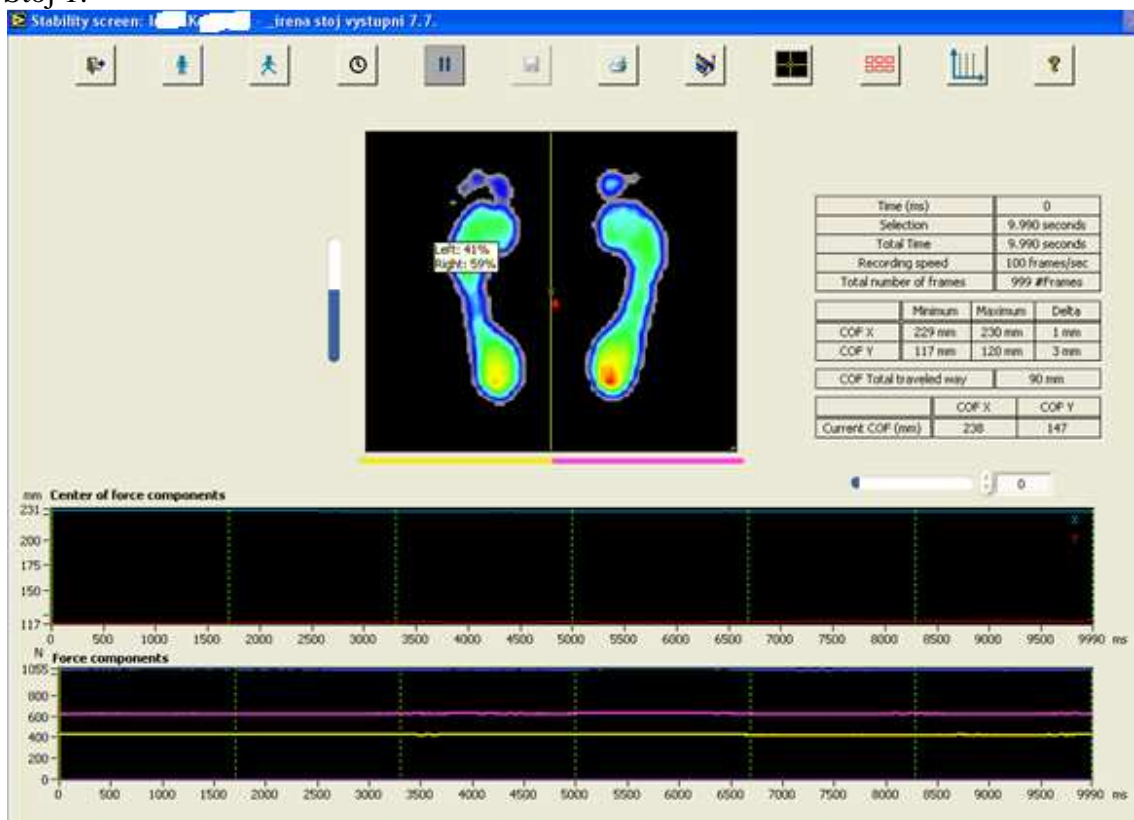 Stability screen: - _irena stoj vystupni 7.7.
Left: 41%
Right: 59%
Time (ms) 0
Selection 9.990 seconds
Total Time 9.990 seconds
Recording speed 100 frames/sec
Total number of frames 999 #Frames
Minimum Maximum Delta
COF X 229 mm 230 mm 1 mm
COF Y 117 mm 120 mm 3 mm
COF Total traveled way 90 mm
COF X COF Y
Current COF (mm) 238 147
0
mm Center of force components
231
200
175
150
117
X
Y
0 500 1000 1500 2000 2500 3000 3500 4000 4500 5000 5500 6000 6500 7000 7500 8000 8500 9000 9500 9990 ms
N Force components
1055
800
600
400
200
0
0 500 1000 1500 2000 2500 3000 3500 4000 4500 5000 5500 6000 6500 7000 7500 8000 8500 9000 9500 9990 ms